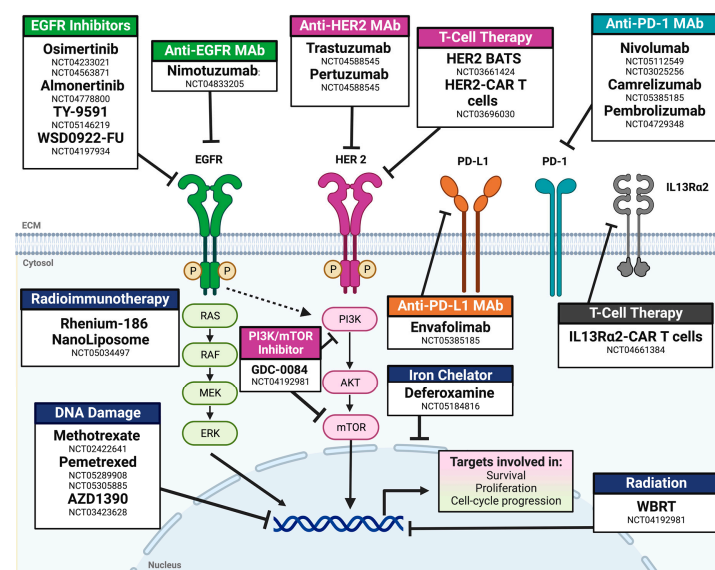 EGFR Inhibitors
Osimertinib
NCT04233021
NCT04563871
Almonertinib
NCT04778800
TY-9591
NCT05146219
WSD0922-FU
NCT04197934
Anti-EGFR MAb
Nimotuzumab:
NCT04833205
Anti-HER2 MAb
Trastuzumab
NCT04588545
Pertuzumab
NCT04588545
T-Cell Therapy
HER2 BATS
NCT03661424
HER2-CAR T
cells
NCT03696030
Anti-PD-1 MAb
Nivolumab
NCT05112549
NCT03025256
Camrelizumab
NCT05385185
Pembrolizumab
NCT04729348
EGFR
HER 2
PD-L1
PD-1
IL13Rα2
ECM
Cytosol
P
P
P
P
Radioimmunotherapy
Rhenium-186
NanoLiposome
NCT05034497
RAS
RAF
MEK
ERK
PI3K/mTOR
Inhibitor
GDC-0084
NCT04192981
PI3K
AKT
mTOR
Anti-PD-L1 MAb
Envafolimab
NCT05385185
T-Cell Therapy
IL13Rα2-CAR T cells
NCT04661384
Iron Chelator
Deferoxamine
NCT05184816
DNA Damage
Methotrexate
NCT02422641
Pemetrexed
NCT05289908
NCT05305885
AZD1390
NCT03423628
Targets involved in:
Survival
Proliferation
Cell-cycle progression
Radiation
WBRT
NCT04192981
Nucleus